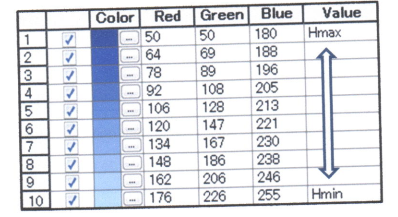 Color Red Green Blue Value
1 ... 50 50 180 Hmax
2 ... 64 69 188
3 ... 78 89 196
4 ... 92 108 205
5 ... 106 128 213
6 ... 120 147 221
7 ... 134 167 230
8 ... 148 186 238
9 ... 162 206 246
10 ... 176 226 255 Hmin